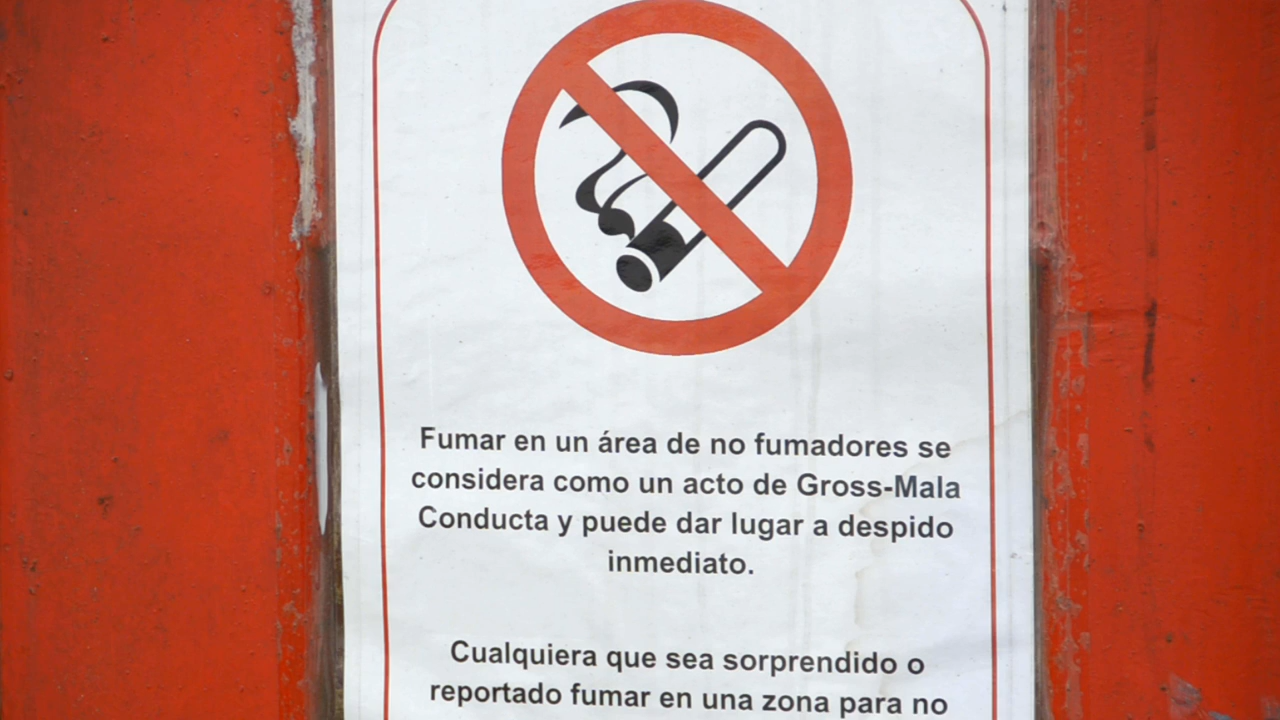 Fumar en un área de no fumadores se
considera como un acto de Gross-Mala
Conducta y puede dar lugar a despido
inmediato.
Cualquiera que sea sorprendido o
reportado fumar en una zona para no